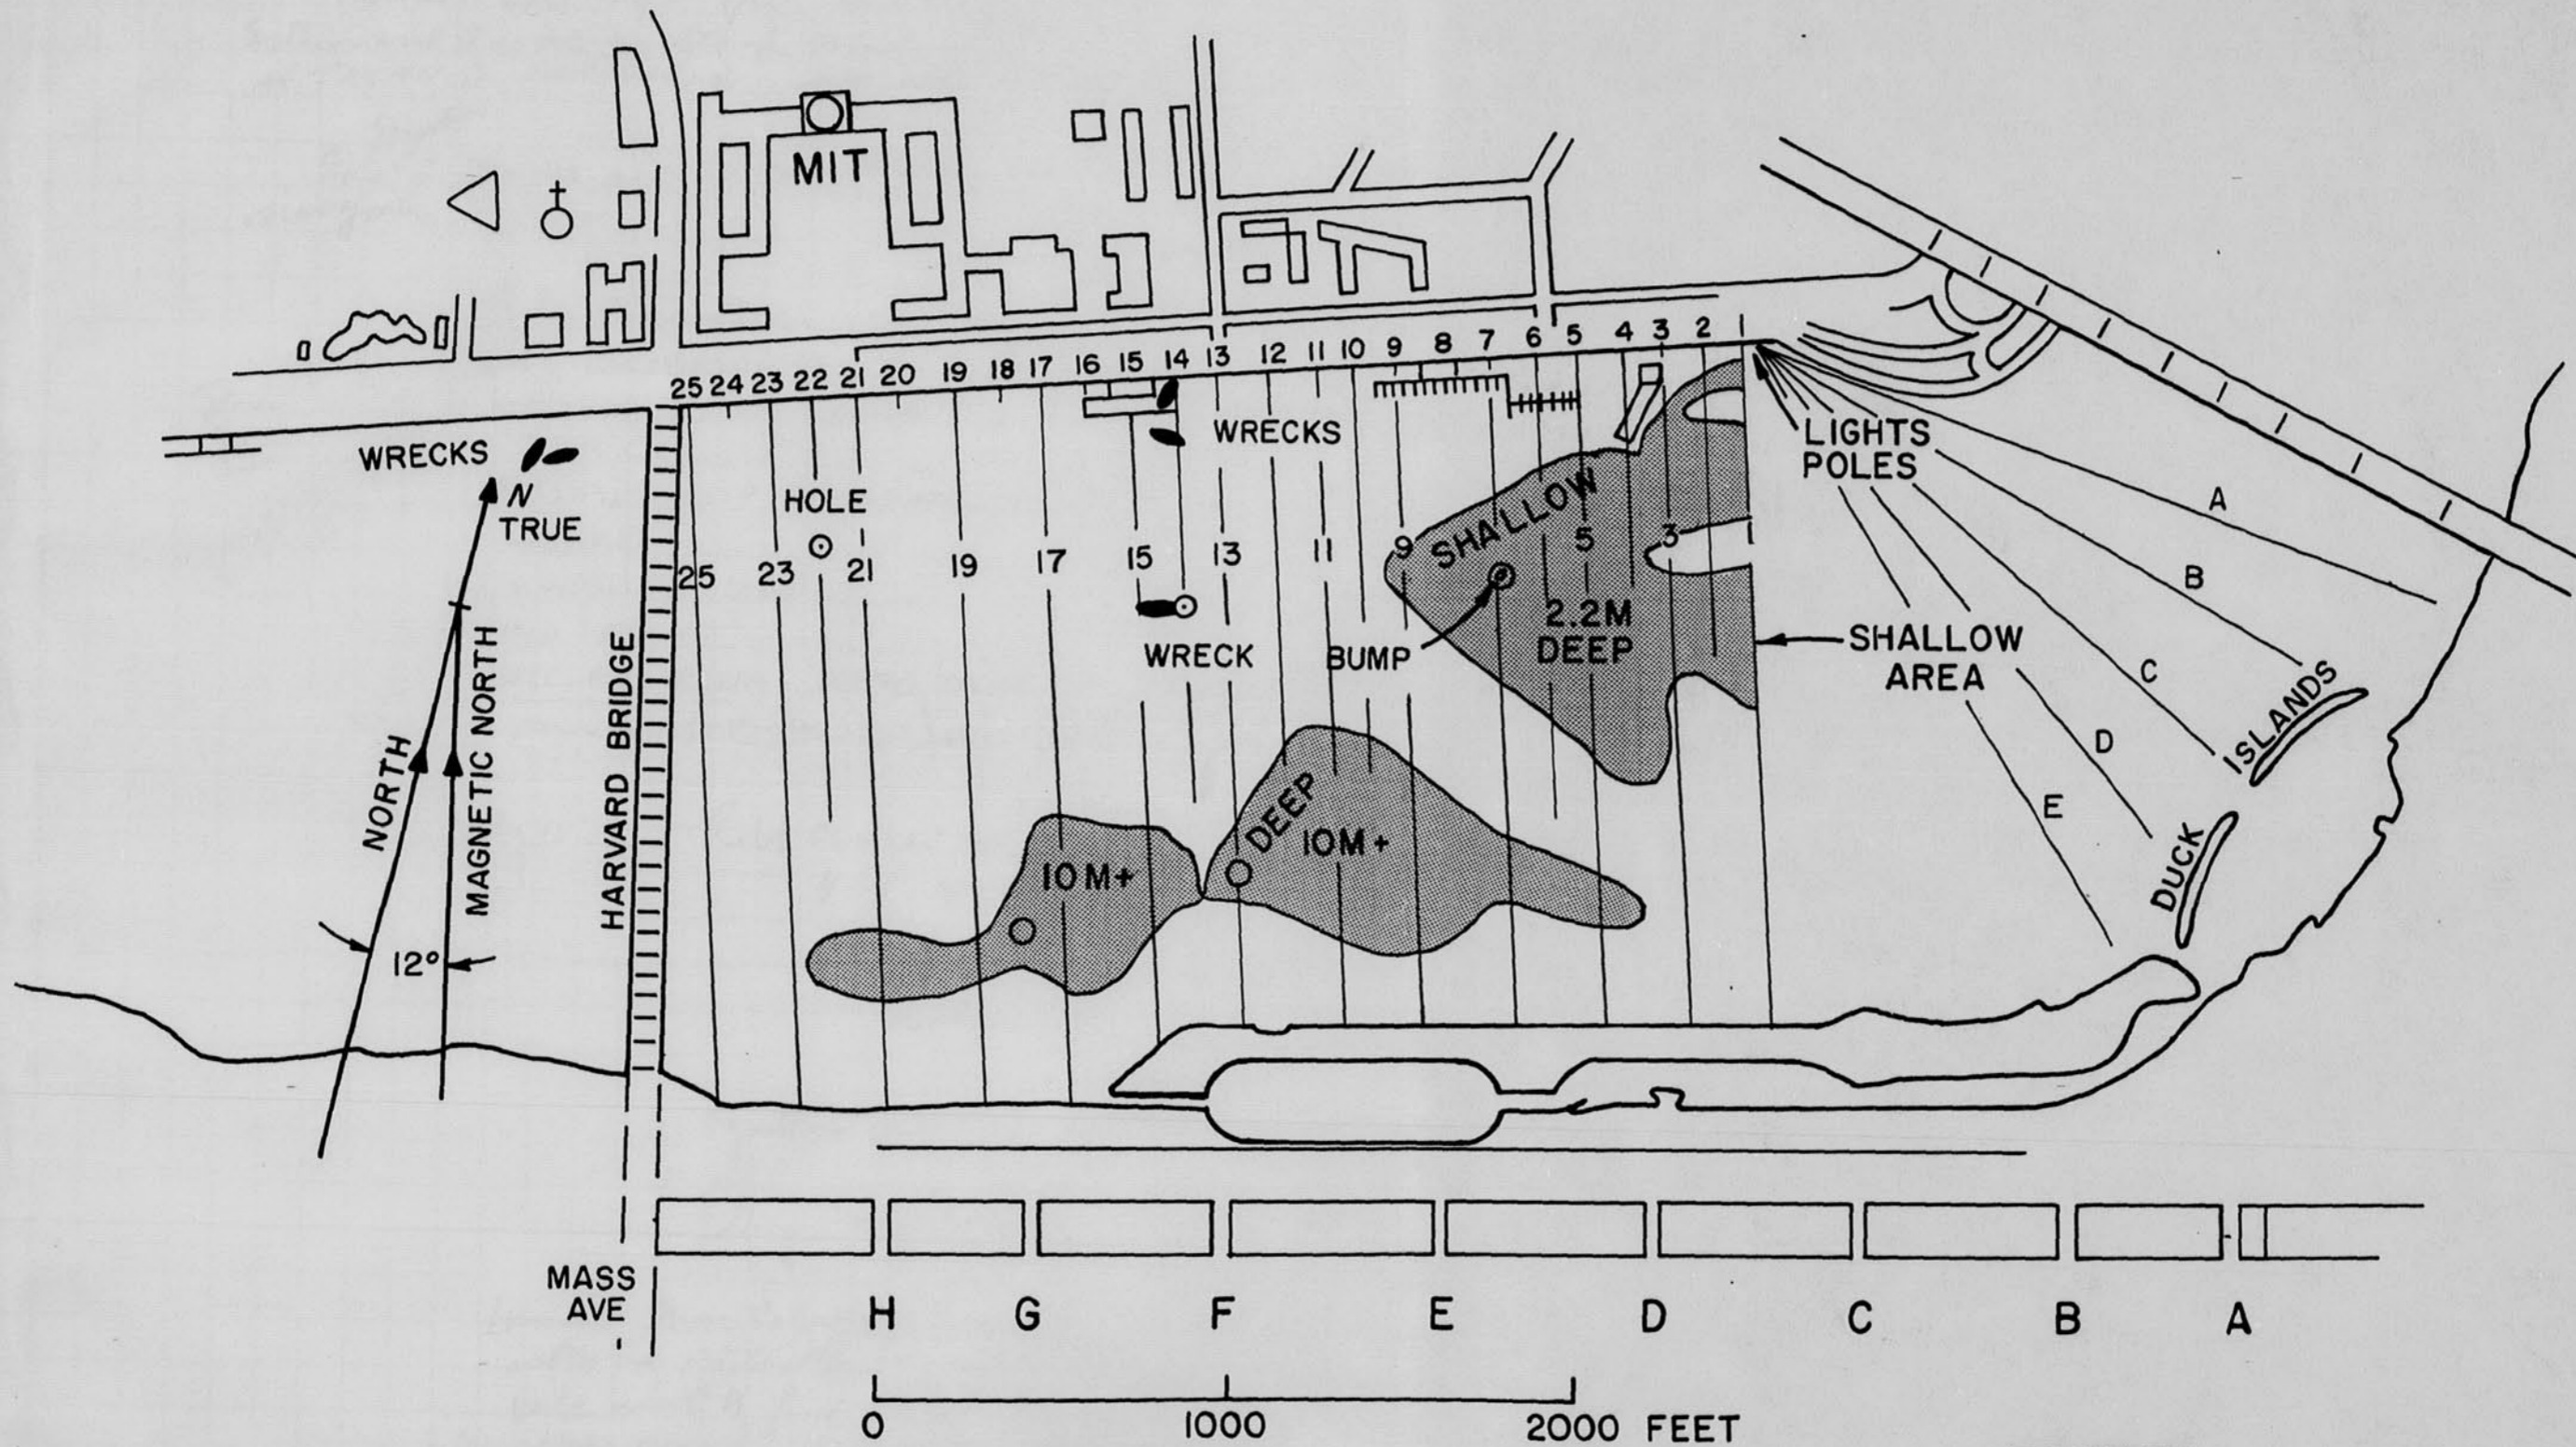 MIT
25 24 23 22 21 20 19 18 17 16 15 14 13 12 11 10 9 8 7 6 5 4 3 2 1
WRECKS
WRECKS
LIGHTS
POLES
N
TRUE
HOLE
SHALLOW
A
25 23 21 19 17 15 13 11 9 5 3 1
B
2.2M
DEEP
WRECK
BUMP
SHALLOW
AREA
C
ISLANDS
D
E
DUCK
NORTH
MAGNETIC NORTH
HARVARD BRIDGE
DEEP
10M+
10M+
12°
MASS
AVE
H G F E D C B A
0 1000 2000 FEET